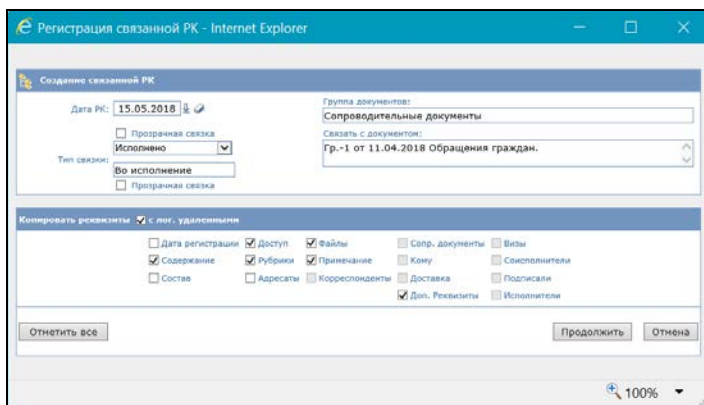 Регистрация связанной РК - Internet Explorer
Создание связанной РК
Дата РК: 15.05.2018
Группа документов:
Сопроводительные документы
Прозрачная связка
Связать с документом:
Исполнено
Гр.-1 от 11.04.2018 Обращения граждан.
Тип связки:
Во исполнение
Прозрачная связка
Копировать реквизиты с лог. удаленными
Дата регистрации Доступ Файлы Сопр. документы Визы
Содержание Рубрики Примечание Кому Соисполнители
Состав Адресаты Корреспонденты Доставка Подписали
Доп. Реквизиты Исполнители
Отметить все Продолжить Отмена
100%